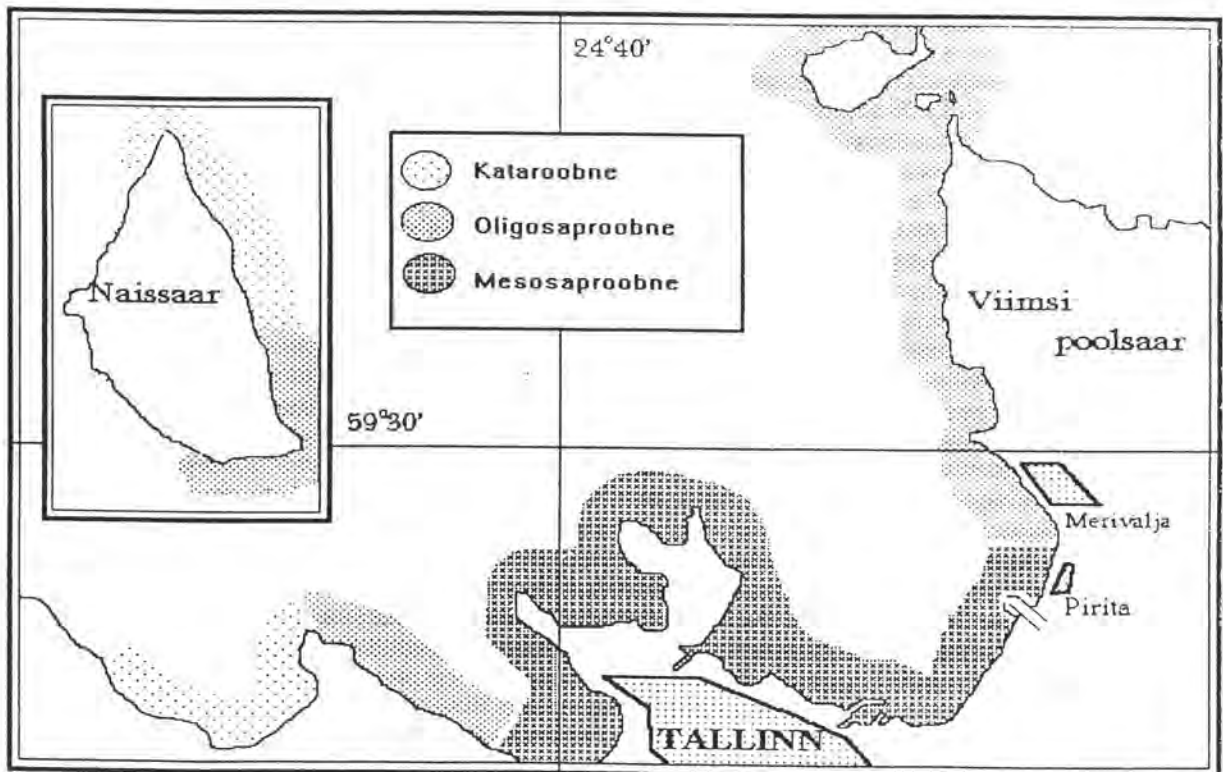 24°40'
Kataroobne
Oligosaproobne
Mesosaproobne
Naissaar
Viimsi
poolsaar
59°30'
Merivalja
Pirita
TALLINN